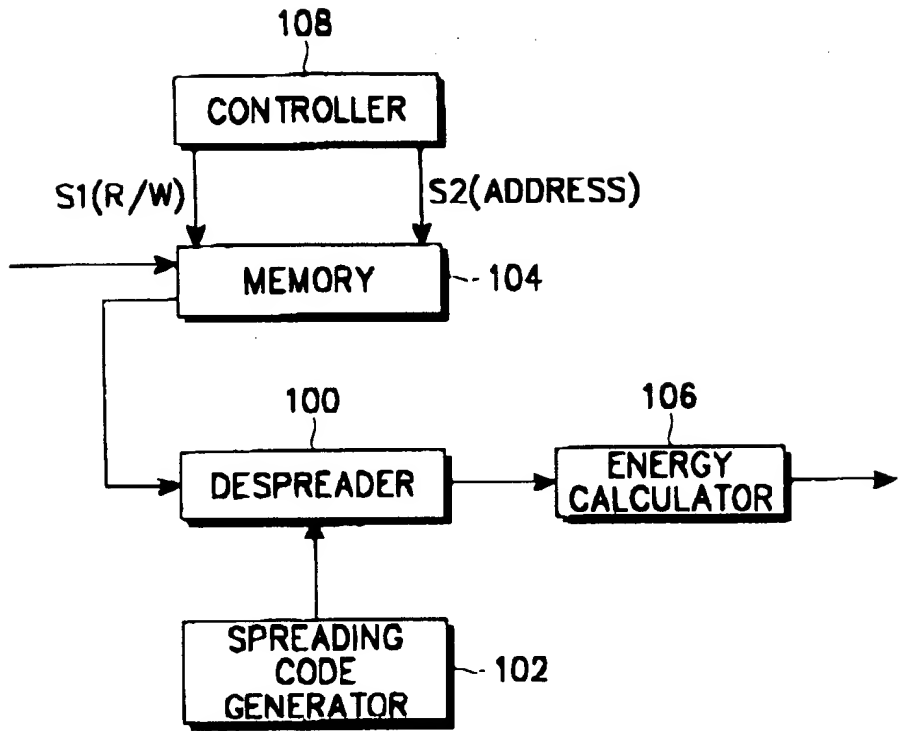 108
CONTROLLER
S1(R/W)
S2(ADDRESS)
MEMORY
104
100
106
DESPREADER
ENERGY
CALCULATOR
SPREADING
CODE
GENERATOR
102